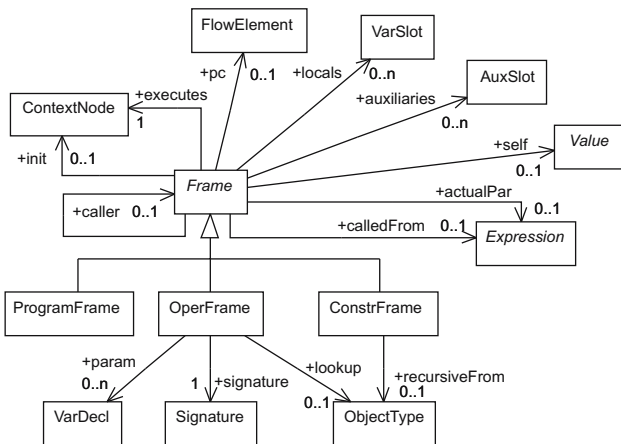 FlowElement
VarSlot
+pc
0..1
+locals
0..n
AuxSlot
+auxiliaries
0..n
ContextNode
+executes
1
+init
0..1
Value
+self
0..1
Frame
+caller
0..1
+actualPar
0..1
+calledFrom
0..1
Expression
ProgramFrame
OperFrame
ConstrFrame
+param
0..n
1
+signature
+lookup
0..1
+recursiveFrom
0..1
VarDecl
Signature
ObjectType